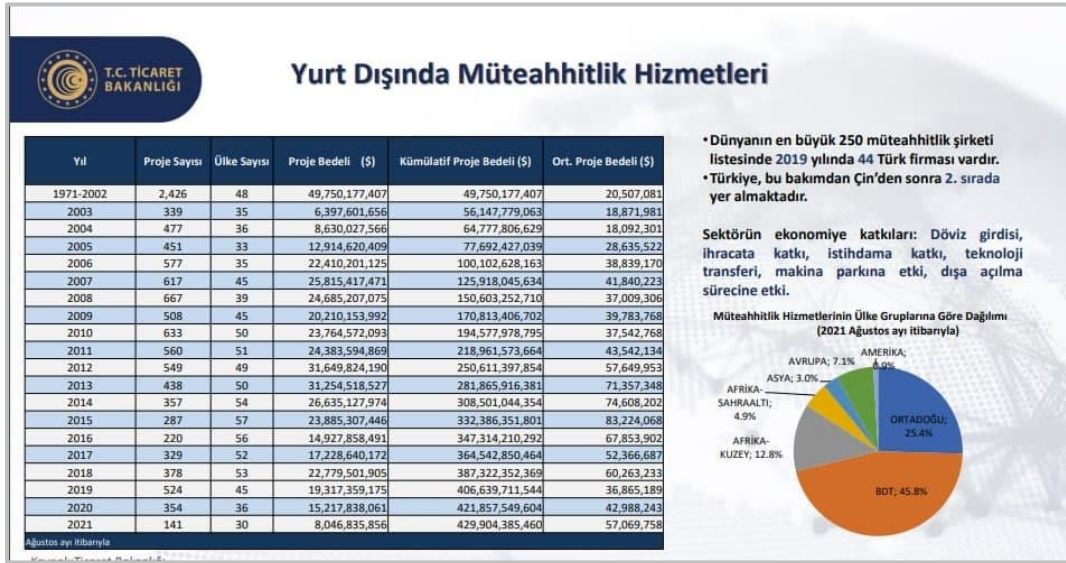 T.C. TİCARET
BAKANLIĞI
Yurt Dışında Müteahhitlik Hizmetleri
Yıl Proje Sayısı Ülke Sayısı Proje Bedeli ($) Kümülatif Proje Bedeli ($) Ort. Proje Bedeli ($)
1971-2002 2,426 48 49,750,177,407 49,750,177,407 20,507,081
2003 339 35 6,397,601,656 56,147,779,063 18,871,981
2004 477 36 8,630,027,566 64,777,806,629 18,092,301
2005 451 33 12,914,620,409 77,692,427,039 28,635,522
2006 577 35 22,410,201,125 100,102,628,163 38,839,170
2007 617 45 25,815,417,471 125,918,045,634 41,840,223
2008 667 39 24,685,207,075 150,603,252,710 37,009,306
2009 508 45 20,210,153,992 170,813,406,702 39,783,768
2010 633 50 23,764,572,093 194,577,978,795 37,542,768
2011 560 51 24,383,594,869 218,961,573,664 43,542,134
2012 549 49 31,649,824,190 250,611,397,854 57,649,953
2013 438 50 31,254,518,527 281,865,916,381 71,357,348
2014 357 54 26,635,127,974 308,501,044,354 74,608,202
2015 287 57 23,885,307,446 332,386,351,801 83,224,068
2016 220 56 14,927,858,491 347,314,210,292 67,853,902
2017 329 52 17,228,640,172 364,542,850,464 52,366,687
2018 378 53 22,779,501,905 387,322,352,369 60,263,233
2019 524 45 19,317,359,175 406,639,711,544 36,865,189
2020 354 36 15,217,838,061 421,857,549,604 42,988,243
2021 141 30 8,046,835,856 429,904,385,460 57,069,758
Ağustos ayı itibarıyla
•Dünyanın en büyük 250 müteahhitlik şirketi
listesinde 2019 yılında 44 Türk firması vardır.
•Türkiye, bu bakımdan Çin’den sonra 2. sırada
yer almaktadır.
Sektörün ekonomiye katkıları: Döviz girdisi,
ihracata katkı, istihdama katkı, teknoloji
transferi, makina parkına etki, dışa açılma
sürecine etki.
Müteahhitlik Hizmetlerinin Ülke Gruplarına Göre Dağılımı
(2021 Ağustos ayı itibarıyla)
AMERİKA;
0.9%
AVRUPA; 7.1%
ASYA; 3.0%
AFRİKA-
SAHRAALTI;
4.9%
AFRİKA-
KUZEY; 12.8%
ORTADOĞU;
25.4%
BDT; 45.8%